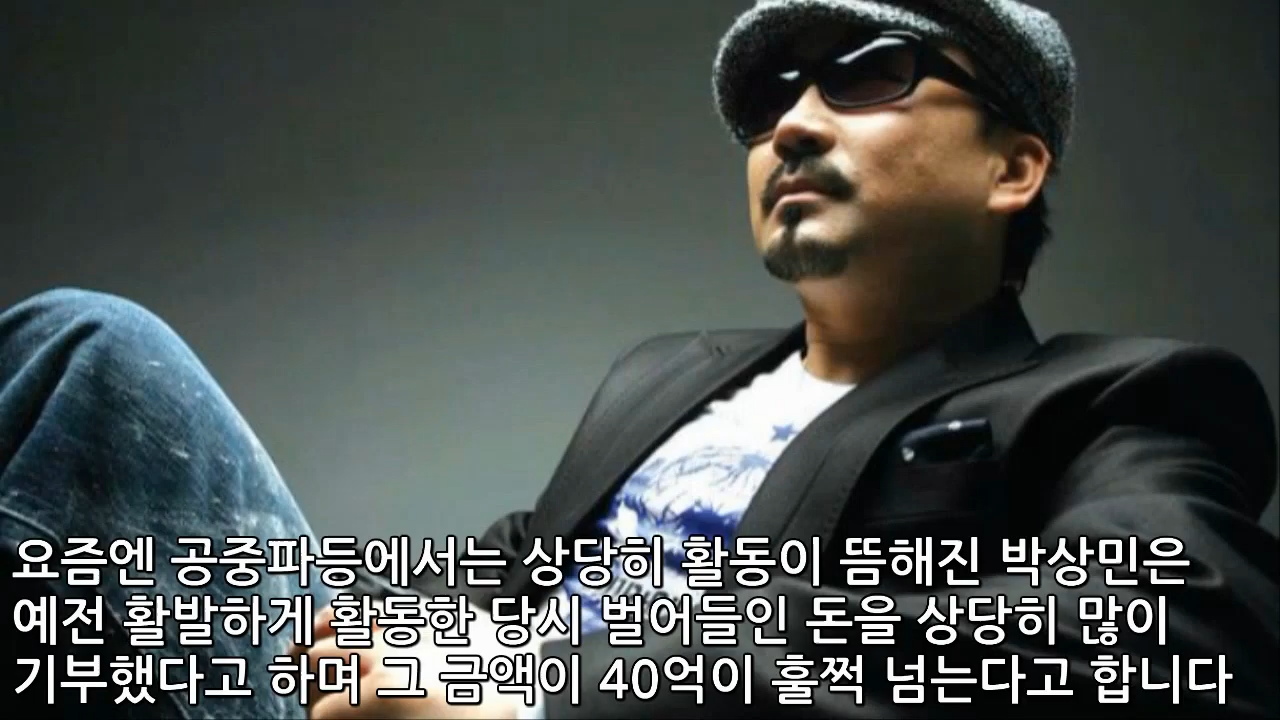 요즘엔 공중파등에서는 상당히 활동이 뜸해진 박상민은
예전 활발하게 활동한 당시 벌어들인 돈을 상당히 많이
기부했다고 하며 그 금액이 40억이 훌쩍 넘는다고 합니다